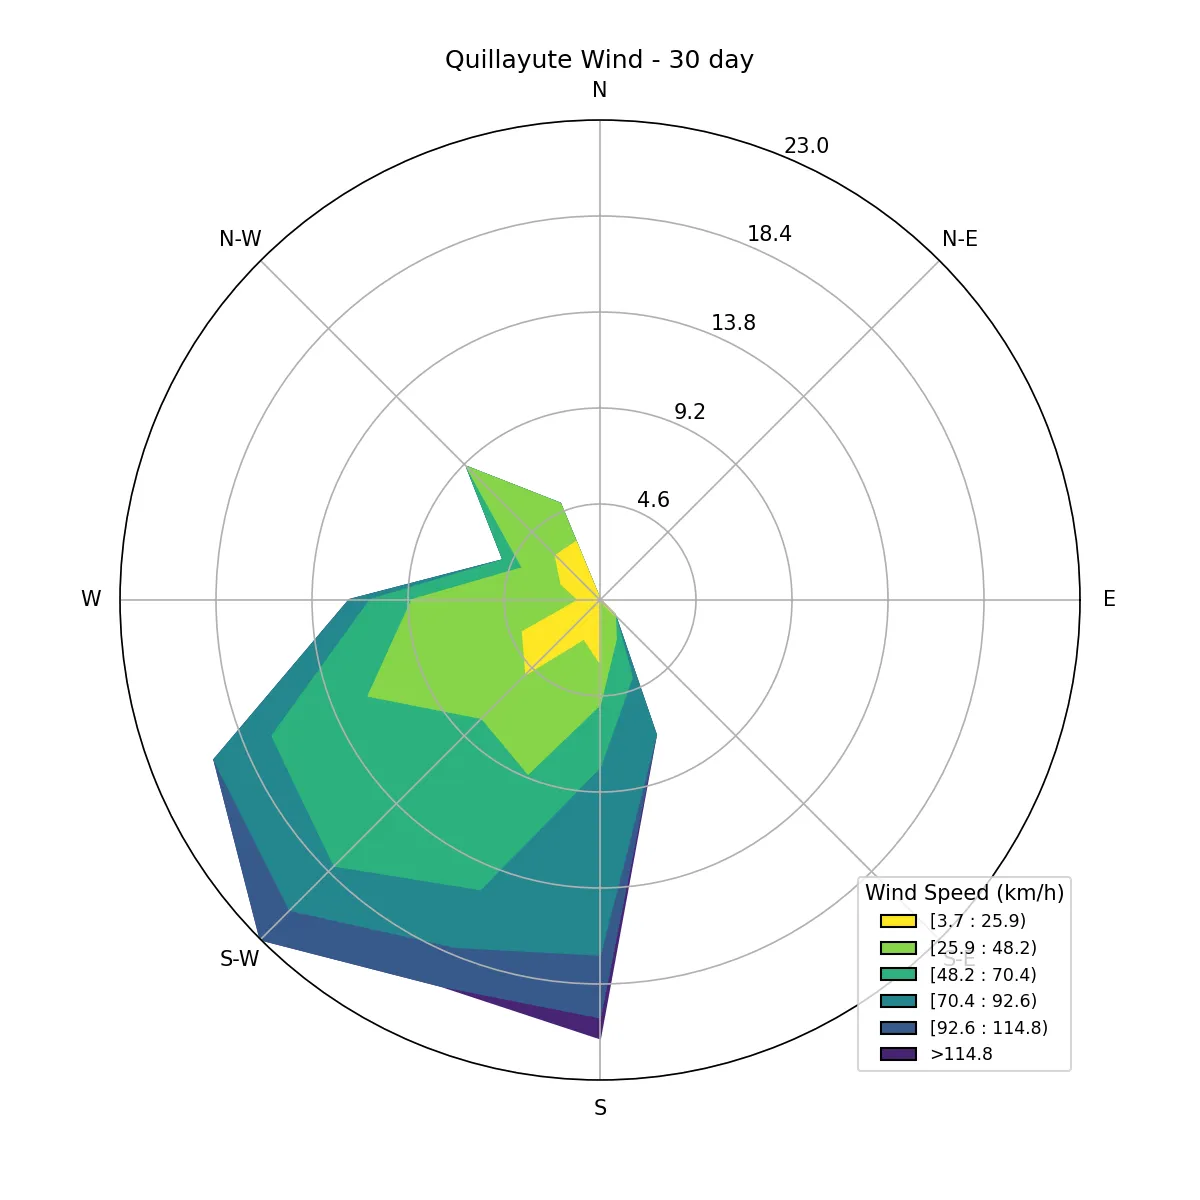 Quillayute Wind - 30 day
N
23.0
N-W
18.4
N-E
13.8
9.2
4.6
W
E
Wind Speed (km/h)
[3.7 : 25.9)
[25.9 : 48.2)
S-W
S-E
[48.2 : 70.4)
[70.4 : 92.6)
[92.6 : 114.8)
>114.8
S